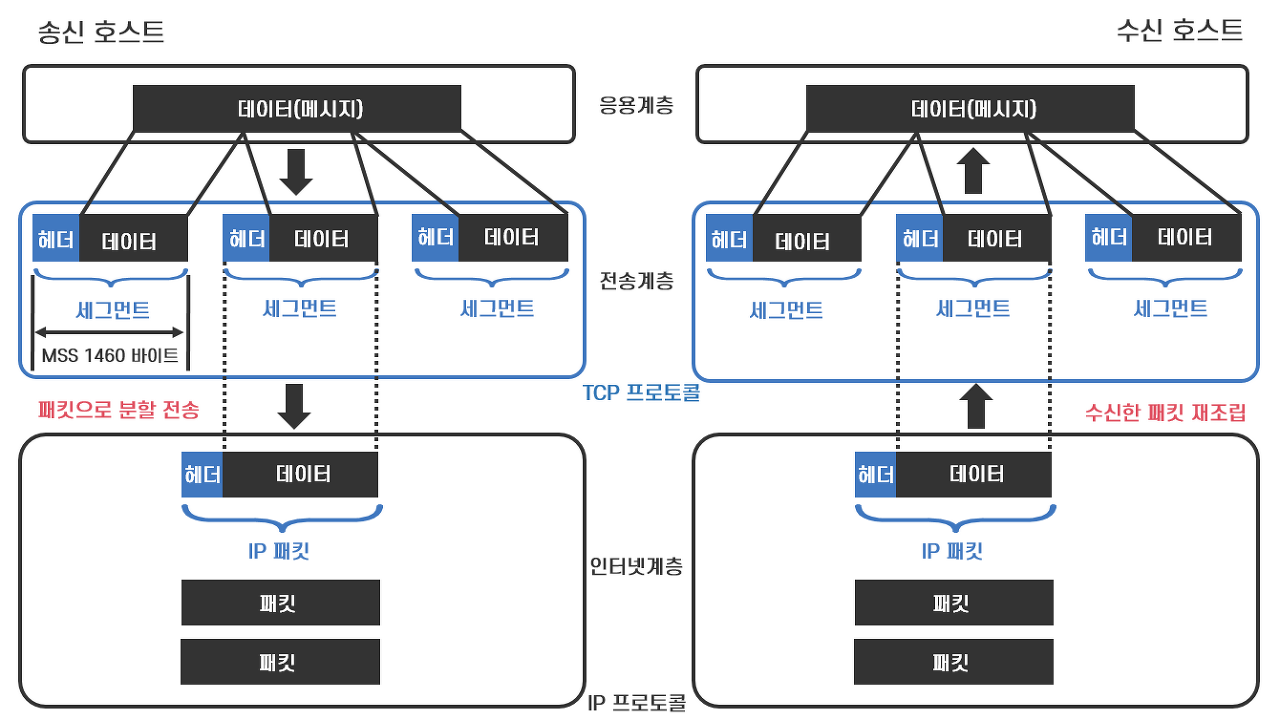 송신 호스트
수신 호스트
데이터(메시지)
응용계층
데이터(메시지)
헤더 데이터
헤더 데이터
헤더 데이터
헤더 데이터
헤더 데이터
헤더 데이터
세그먼트
세그먼트
세그먼트
전송계층
세그먼트
세그먼트
세그먼트
MSS 1460 바이트
TCP 프로토콜
패킷으로 분할 전송
수신한 패킷 재조립
헤더 데이터
헤더 데이터
IP 패킷
IP 패킷
인터넷계층
패킷
패킷
패킷
패킷
IP 프로토콜